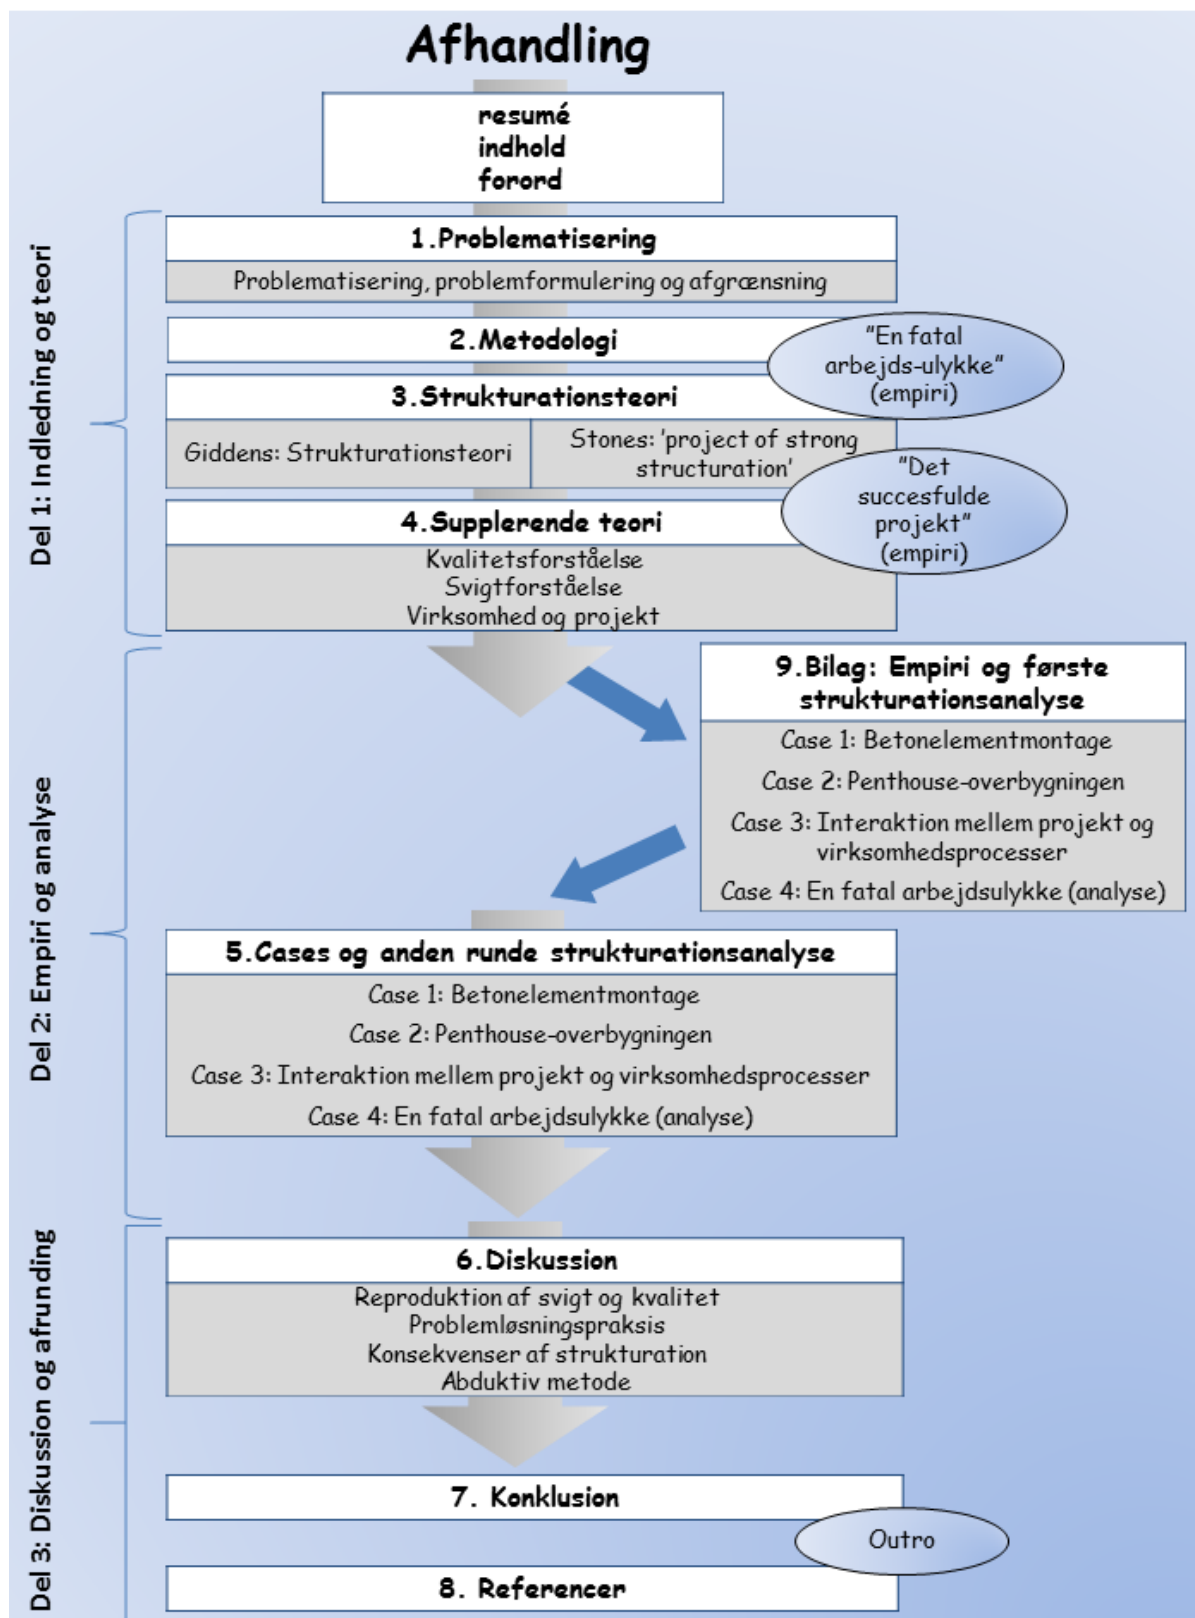 Afhandling
resumé
indhold
forord
Del 1: Indledning og teori
1.Problematisering
Problematisering, problemformulering og afgrænsning
2.Metodologi
"En fatal
arbejds-ulykke"
(empiri)
3.Strukturationsteori
Giddens: Strukturationsteori
Stones: 'project of strong
structuration'
"Det
succesfulde
projekt"
(empiri)
4.Supplerende teori
Kvalitetsforståelse
Svigtforståelse
Virksomhed og projekt
Del 2: Empiri og analyse
9.Bilag: Empiri og første
strukturationsanalyse
Case 1: Betonelementmontage
Case 2: Penthouse-overbygningen
Case 3: Interaktion mellem projekt og
virksomhedsprocesser
Case 4: En fatal arbejdsulykke (analyse)
5.Cases og anden runde strukturationsanalyse
Case 1: Betonelementmontage
Case 2: Penthouse-overbygningen
Case 3: Interaktion mellem projekt og virksomhedsprocesser
Case 4: En fatal arbejdsulykke (analyse)
Del 3: Diskussion og afrunding
6.Diskussion
Reproduktion af svigt og kvalitet
Problemløsningspraksis
Konsekvenser af strukturation
Abduktiv metode
7. Konklusion
Outro
8. Referencer